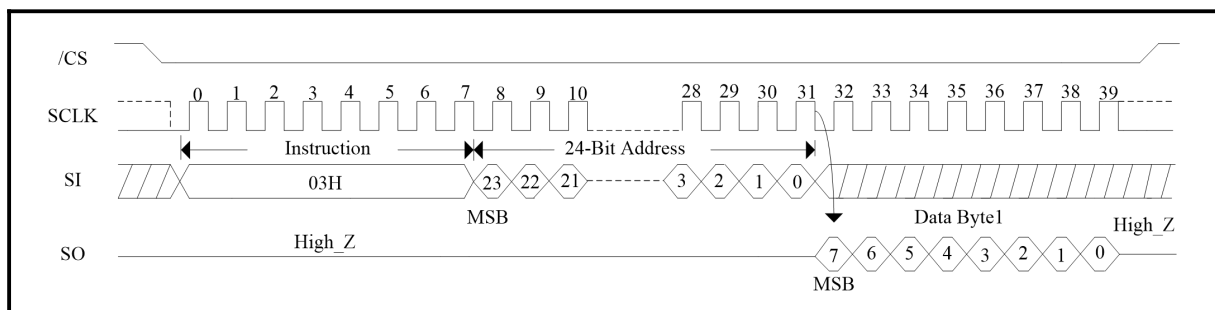 /CS
0 1 2 3 4 5 6 7 8 9 10 28 29 30 31 32 33 34 35 36 37 38 39
SCLK
Instruction 24-Bit Address
SI 03H 23 22 21 3 2 1 0
MSB Data Byte1
High_Z High_Z
SO 7 6 5 4 3 2 1 0
MSB